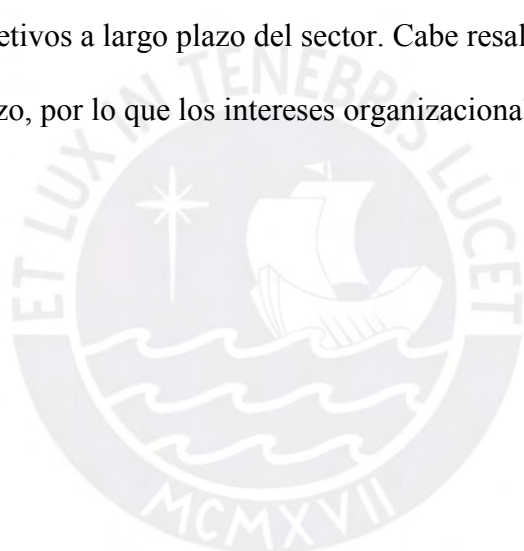 etivos a largo plazo del sector. Cabe resal
zo, por lo que los intereses organizacional
ET LUX IN TENEBRIS LUCET
MCMXVII